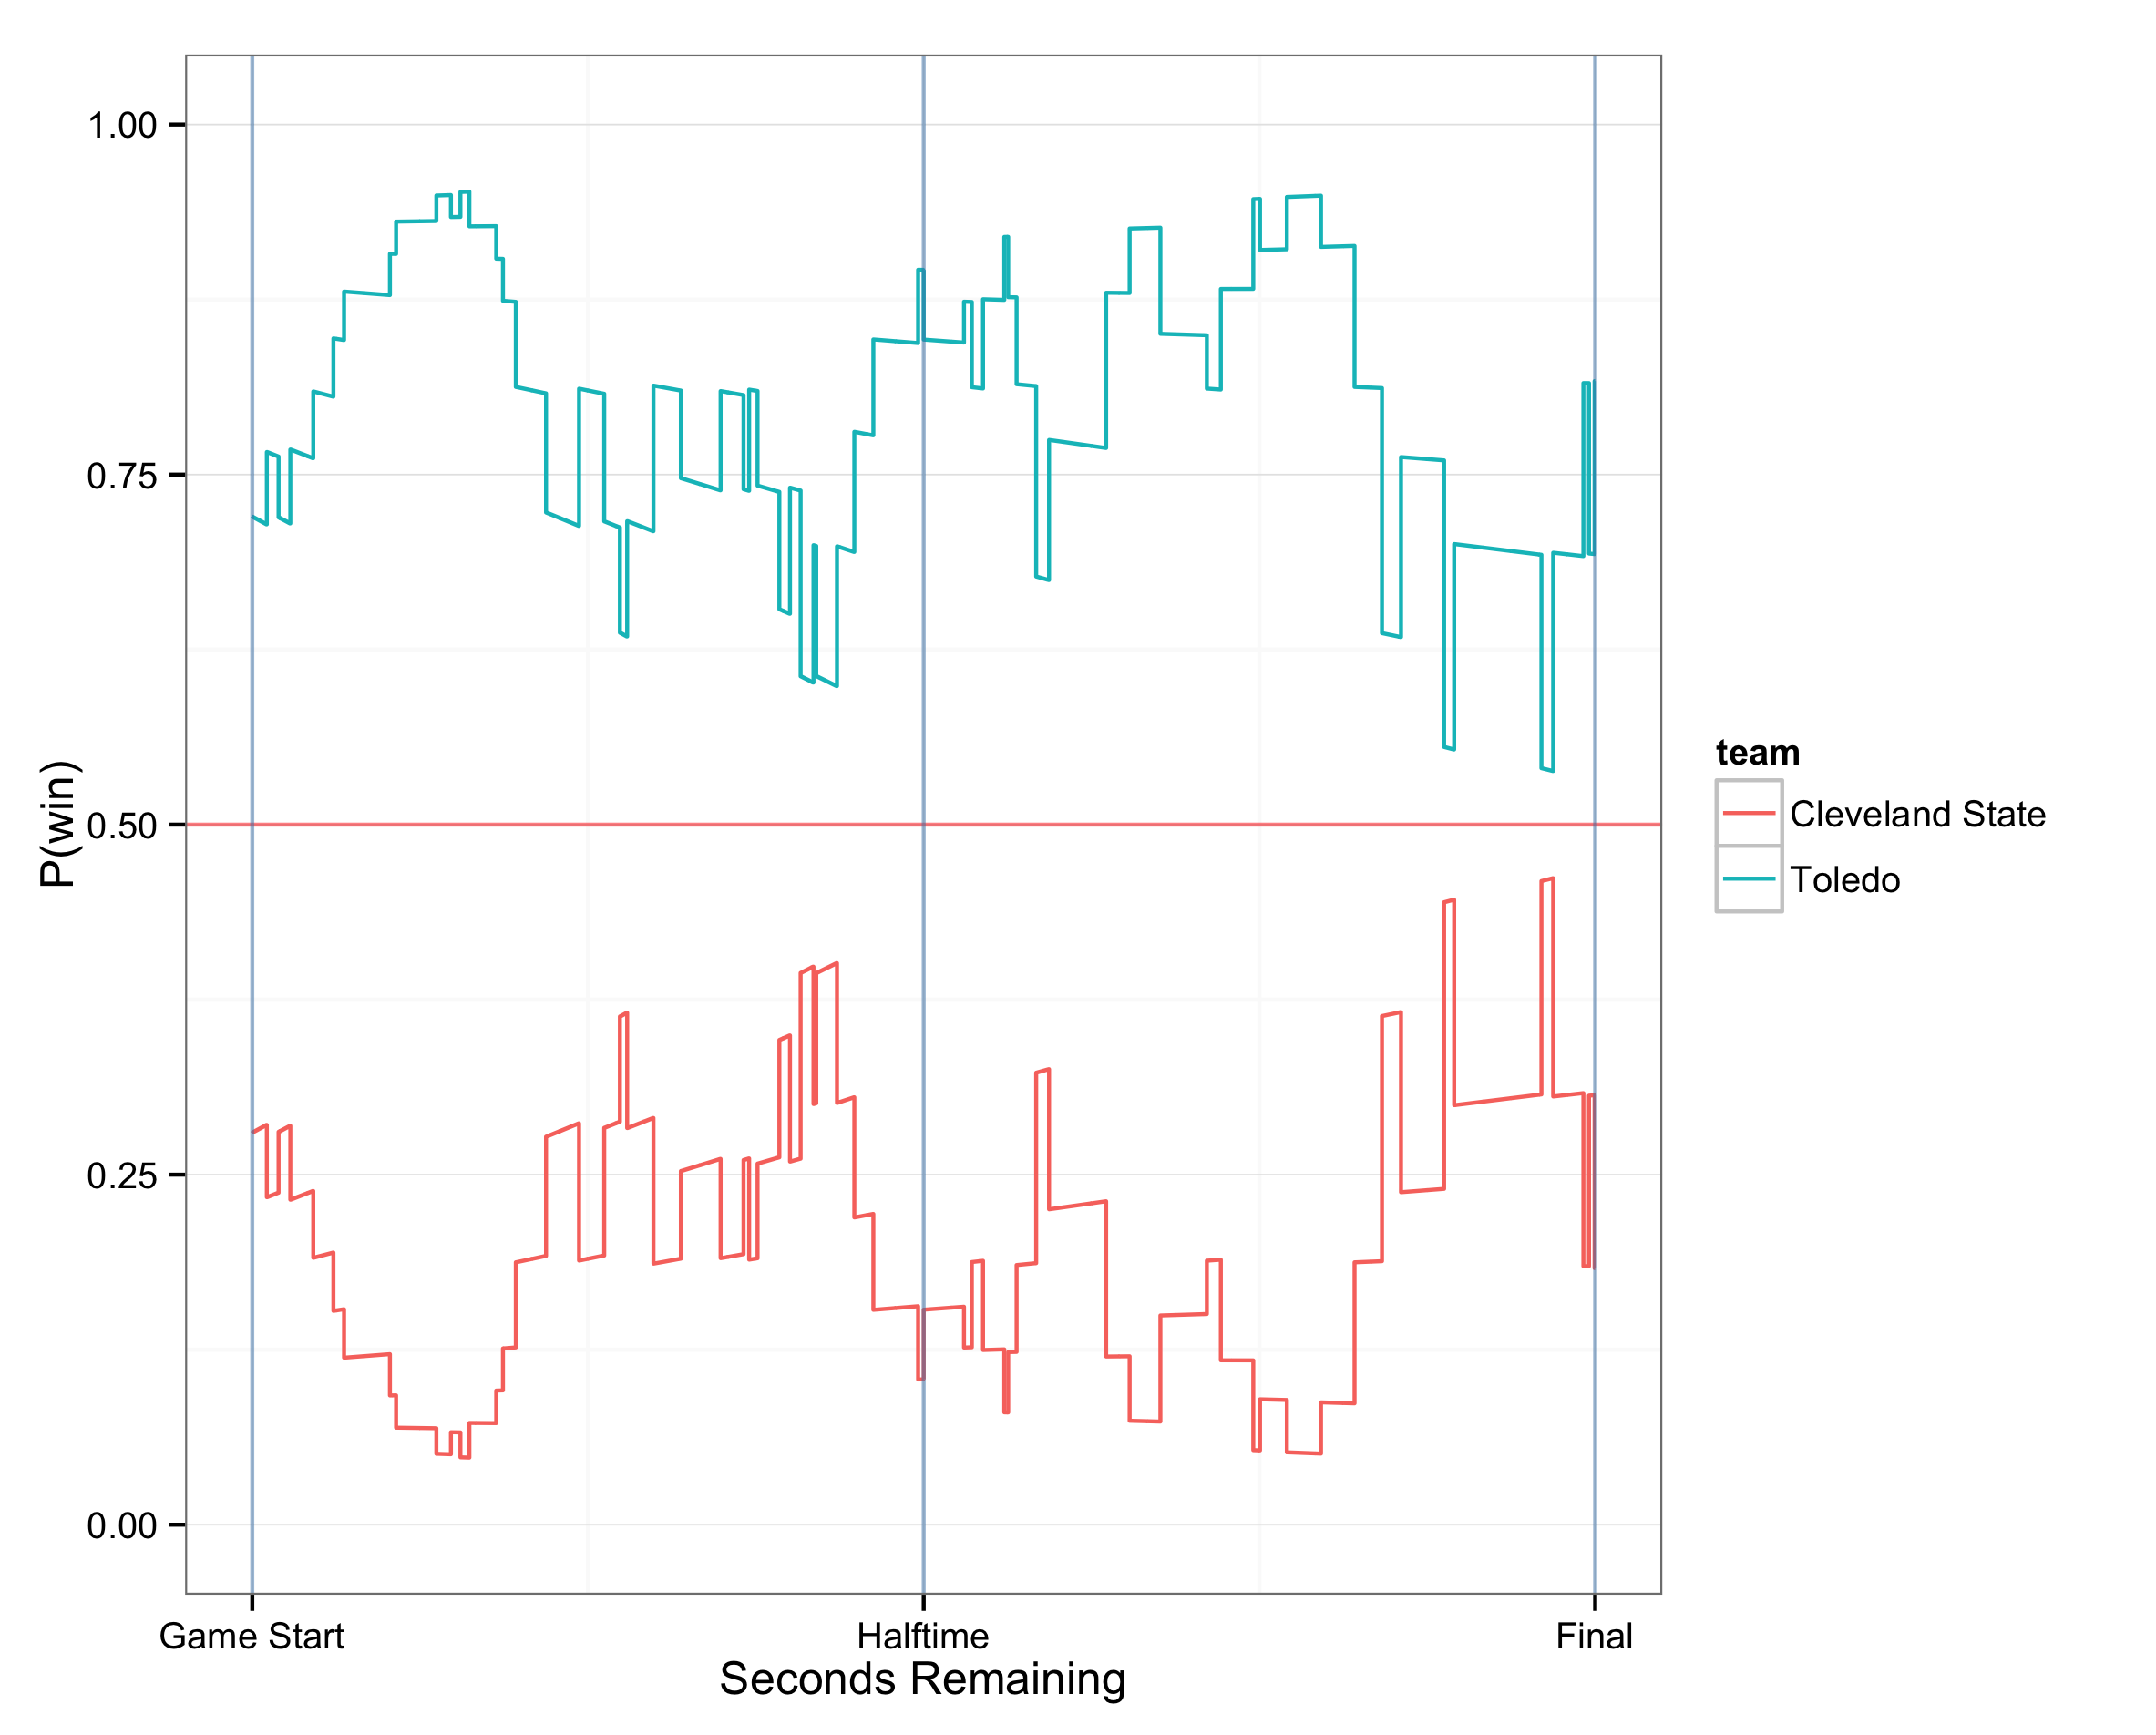 1.00
0.75
0.50
0.25
0.00
P(win)
Game Start
Halftime
Final
Seconds Remaining
team
Cleveland State
Toledo